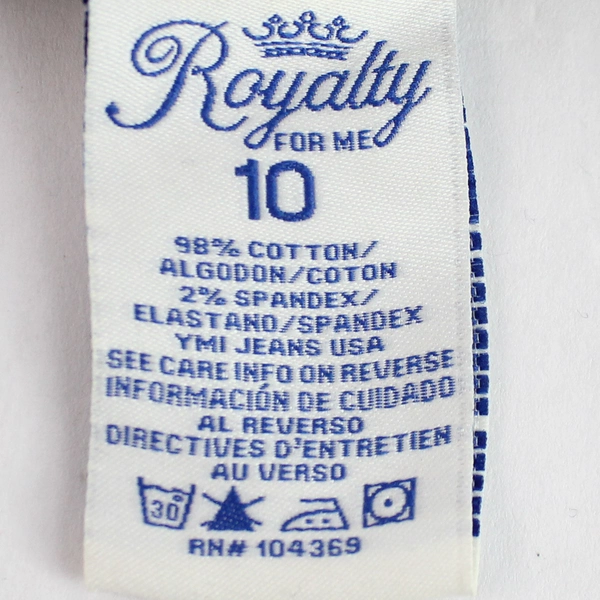 Royalty
FOR ME
10
98% COTTON/
ALGODON/COTON
2% SPANDEX/
ELASTANO/SPANDEX
YMI JEANS USA
SEE CARE INFO ON REVERSE
INFORMACIÓN DE CUIDADO
AL REVERSO
DIRECTIVES D'ENTRETIEN
AU VERSO
30°
RN# 104369